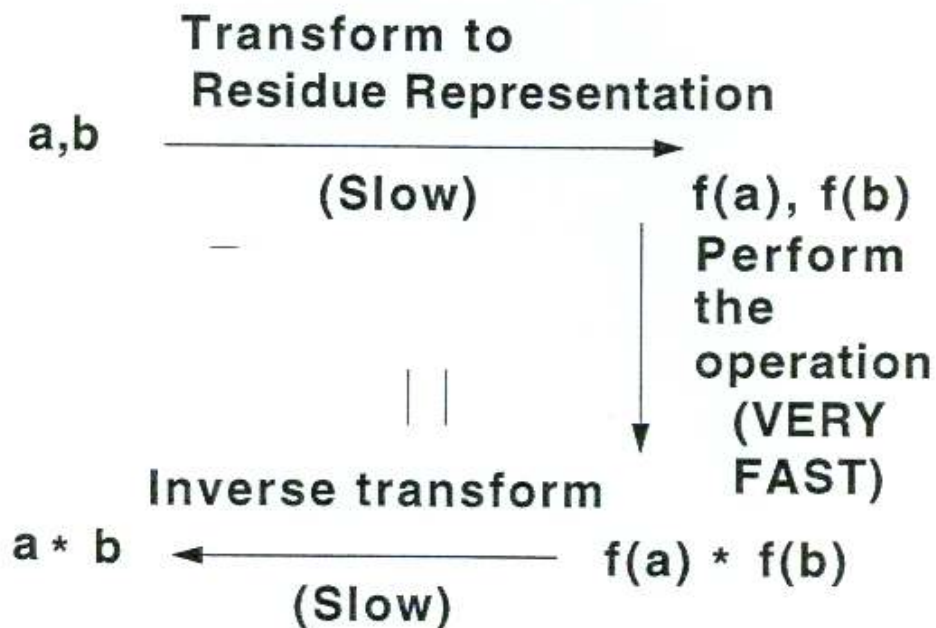 Transform to
Residue Representation
a,b
(Slow)
f(a), f(b)
Perform
the
operation
(VERY
FAST)
Inverse transform
a * b
f(a) * f(b)
(Slow)